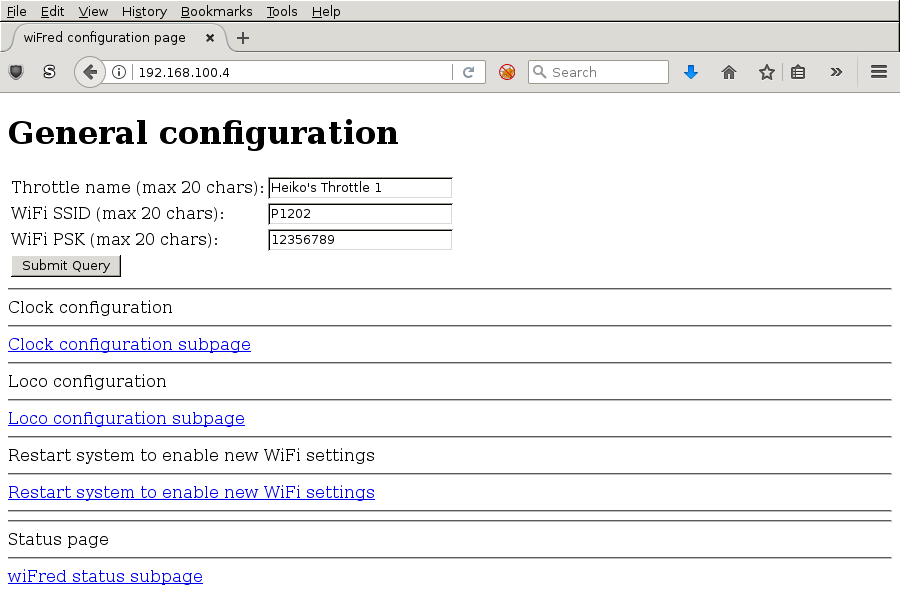 File Edit View History Bookmarks Tools Help
wiFred configuration page
192.168.100.4 Search
General configuration
Throttle name (max 20 chars): Heiko's Throttle 1
WiFi SSID (max 20 chars): P1202
WiFi PSK (max 20 chars): 12356789
Submit Query
Clock configuration
Clock configuration subpage
Loco configuration
Loco configuration subpage
Restart system to enable new WiFi settings
Restart system to enable new WiFi settings
Status page
wiFred status subpage